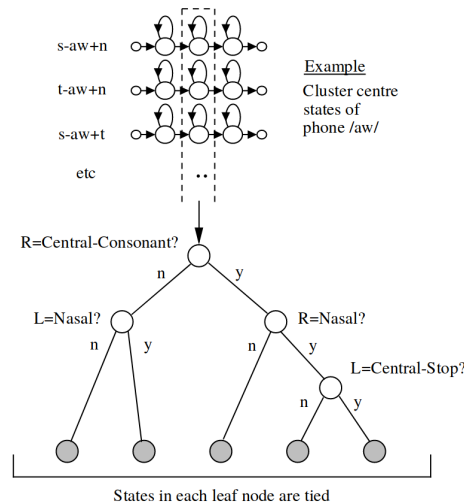 s-aw+n
t-aw+n
s-aw+t
etc
..
Example
Cluster centre
states of
phone /aw/
R=Central-Consonant?
n
y
L=Nasal?
R=Nasal?
n
y
n
y
L=Central-Stop?
n
y
States in each leaf node are tied